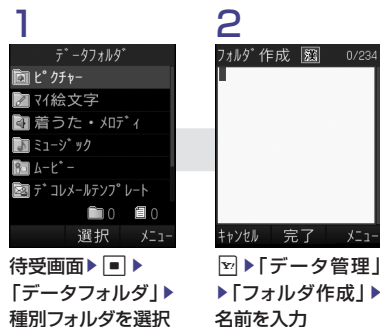 1
データフォルダ
ピクチャー
マイ絵文字
着うた・メロディ
ミュージック
ムービー
デコレメールテンプレート
0 0
選択 メニュー
待受画面▶■▶
「データフォルダ」▶
種別フォルダを選択
2
フォルダ作成 漢 0/234
キャンセル 完了 メニュー
Y!▶「データ管理」
▶「フォルダ作成」▶
名前を入力